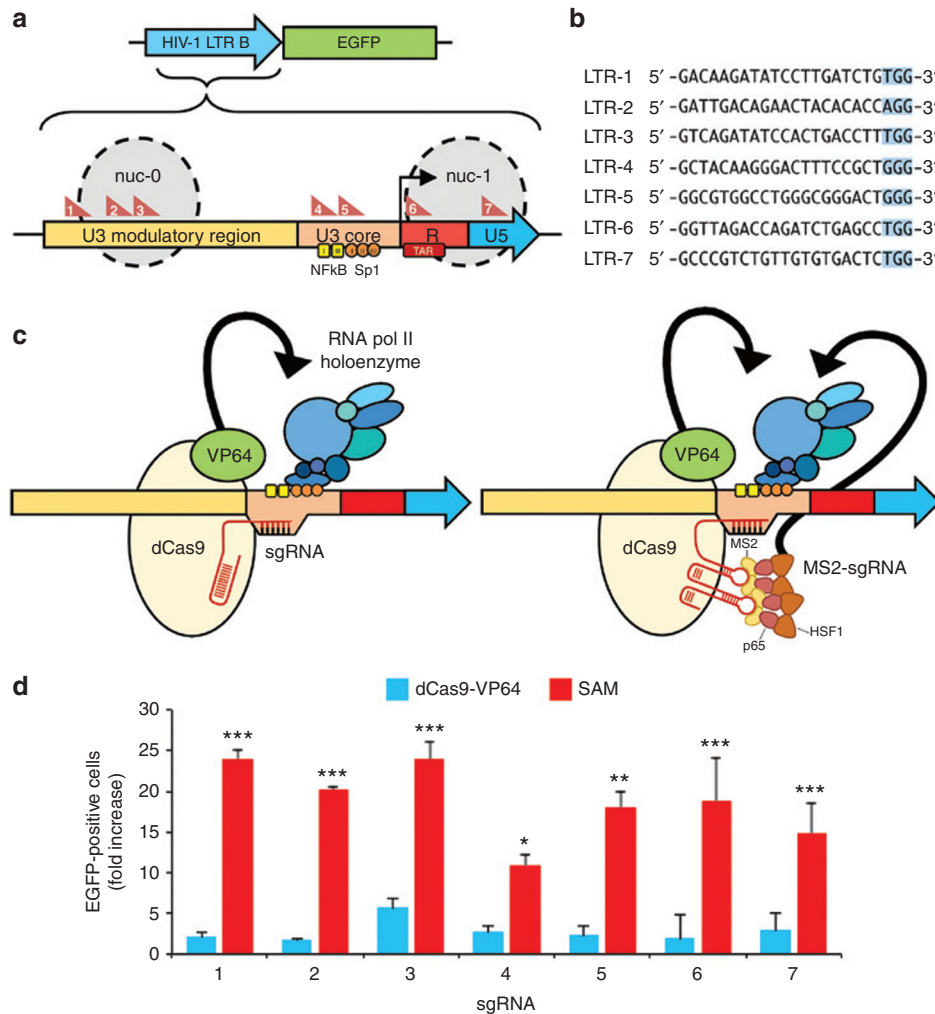 a
HIV-1 LTR B
EGFP
nuc-0
nuc-1
1 2 3 4 5 6 7
U3 modulatory region
U3 core
R
U5
I II I II III
TAR
NFkB Sp1
b
LTR-1 5′ -GACAAGATATCCTTGATCTGTGG-3′
LTR-2 5′ -GATTGACAGAACTACACACCAGG-3′
LTR-3 5′ -GTCAGATATCCACTGACCTTTGG-3′
LTR-4 5′ -GCTACAAGGGACTTTCCGCTGGG-3′
LTR-5 5′ -GGCGTGGCCTGGGCGGGACTGGG-3′
LTR-6 5′ -GGTTAGACCAGATCTGAGCCTGG-3′
LTR-7 5′ -GCCCGTCTGTTGTGTGACTCTGG-3′
c
RNA pol II
holoenzyme
VP64
dCas9
sgRNA
VP64
dCas9
MS2
MS2-sgRNA
p65
HSF1
d
dCas9-VP64
SAM
EGFP-positive cells
(fold increase)
30
25
20
15
10
5
0
*** *** *** * ** *** ***
1 2 3 4 5 6 7
sgRNA